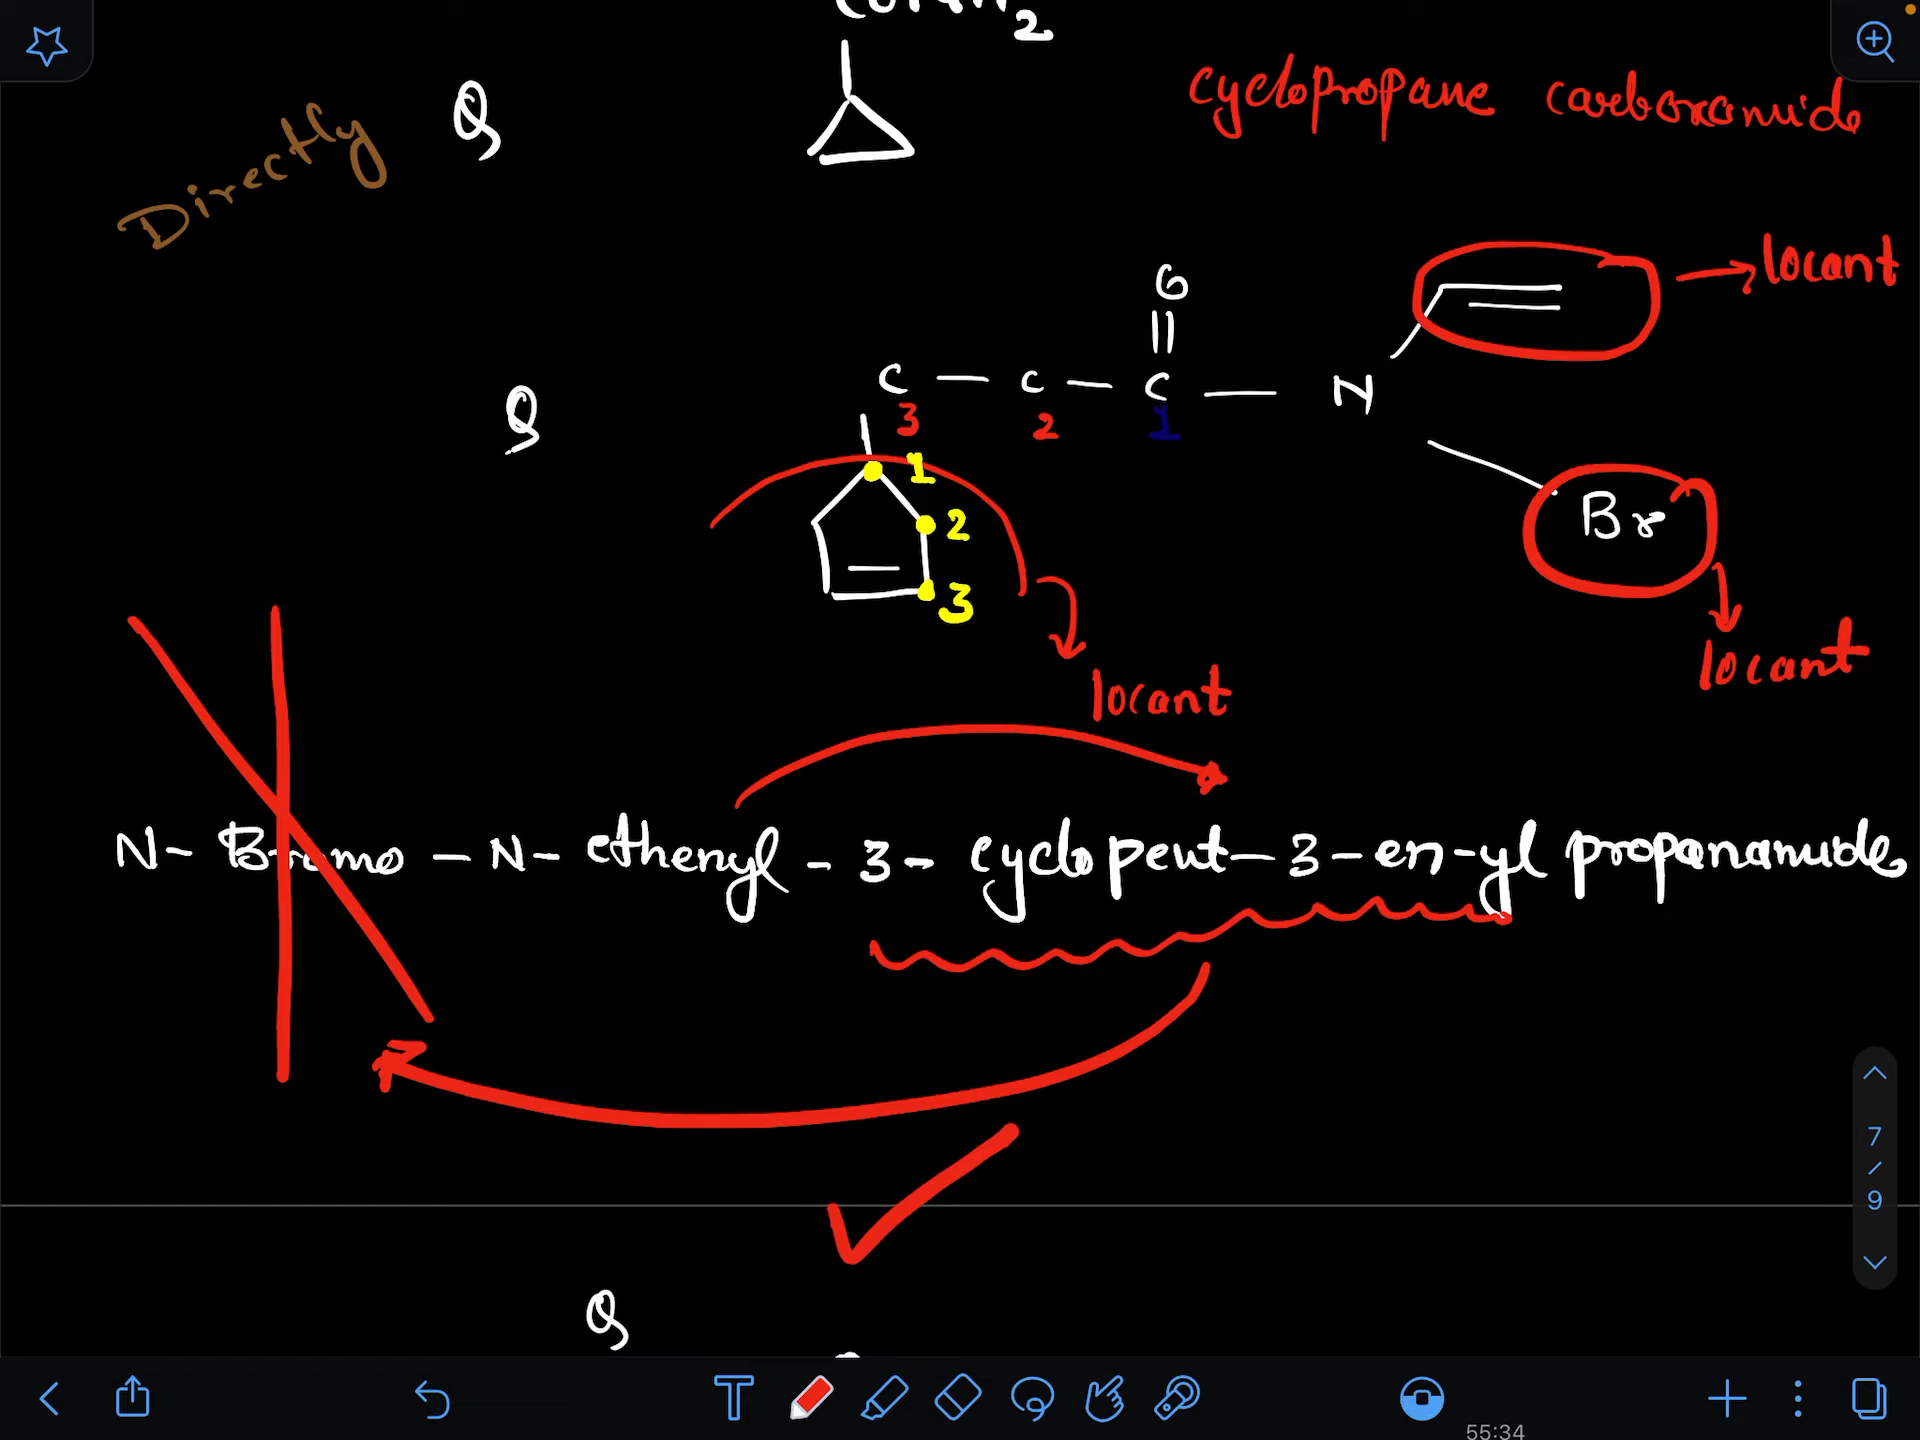 2
Directly Q cyclopropane carboxamide
locant
O
Q C — C — C — N
3 2 1
1
2 Br
3
locant
locant
N- Bromo - N- ethenyl - 3- cyclopent-3-en-yl propanamide
7
/
9
Q
T
55:34